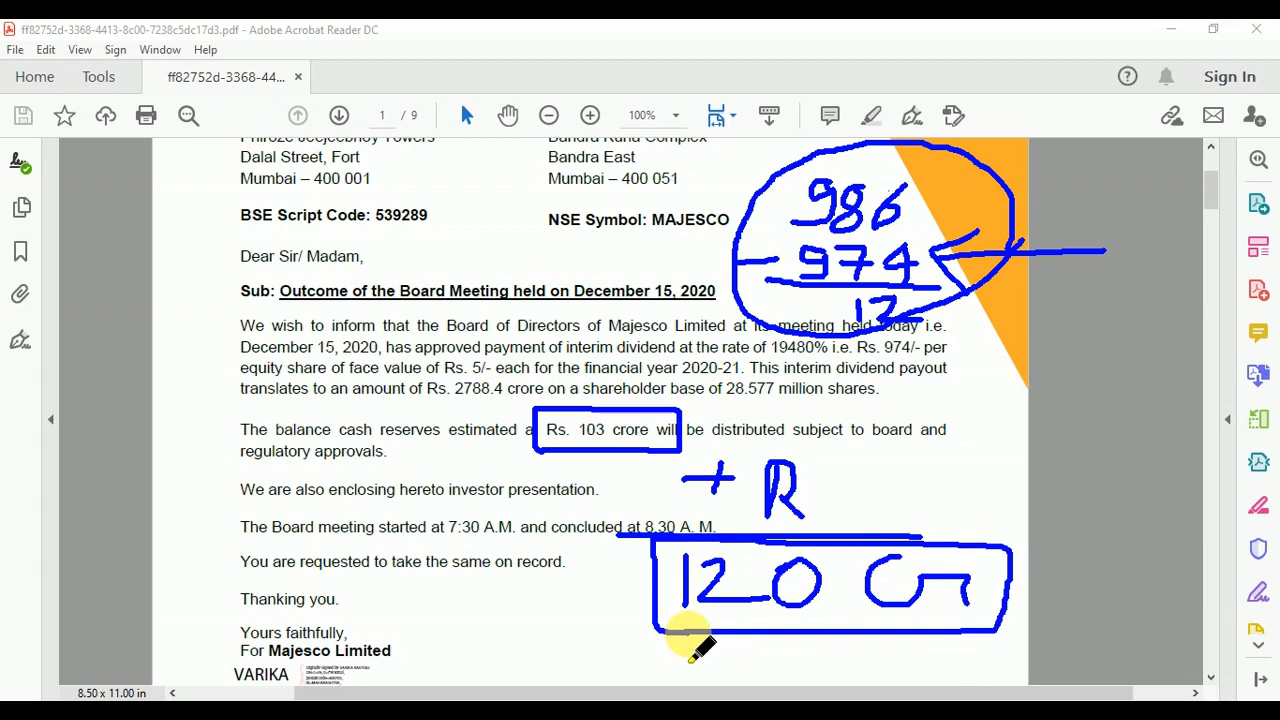 ff82752d-3368-4413-8c00-7238c5dc17d3.pdf - Adobe Acrobat Reader DC
File Edit View Sign Window Help
Home Tools ff82752d-3368-44... × Sign In
1 / 9 100%
Dalal Street, Fort
Mumbai – 400 001
BSE Script Code: 539289
Bandra East
Mumbai – 400 051
NSE Symbol: MAJESCO
986
- 974
12
Dear Sir/ Madam,
Sub: Outcome of the Board Meeting held on December 15, 2020
We wish to inform that the Board of Directors of Majesco Limited at its meeting held today i.e.
December 15, 2020, has approved payment of interim dividend at the rate of 19480% i.e. Rs. 974/- per
equity share of face value of Rs. 5/- each for the financial year 2020-21. This interim dividend payout
translates to an amount of Rs. 2788.4 crore on a shareholder base of 28.577 million shares.
The balance cash reserves estimated a Rs. 103 crore will be distributed subject to board and
regulatory approvals.
We are also enclosing hereto investor presentation.
+ R
The Board meeting started at 7:30 A.M. and concluded at 8.30 A. M.
120 Cr
You are requested to take the same on record.
Thanking you.
Yours faithfully,
For Majesco Limited
VARIKA
8.50 x 11.00 in